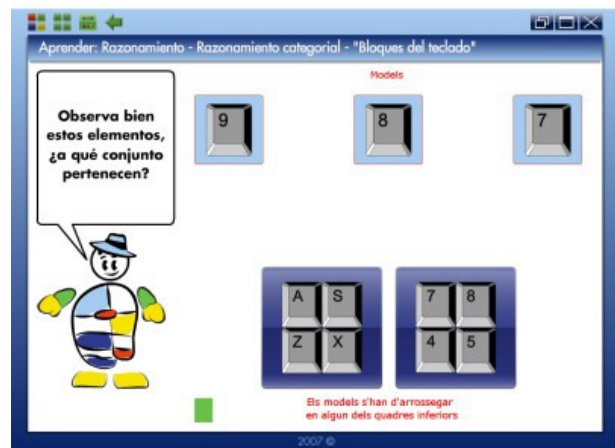 Aprender: Razonamiento - Razonamiento categorial - "Bloques del teclado"
Models
Observa bien
estos elementos,
¿a qué conjunto
pertenecen?
9
8
7
A S
Z X
7 8
4 5
Els models s'han d'arrossegar
en algun dels quadres inferiors
2007 ©